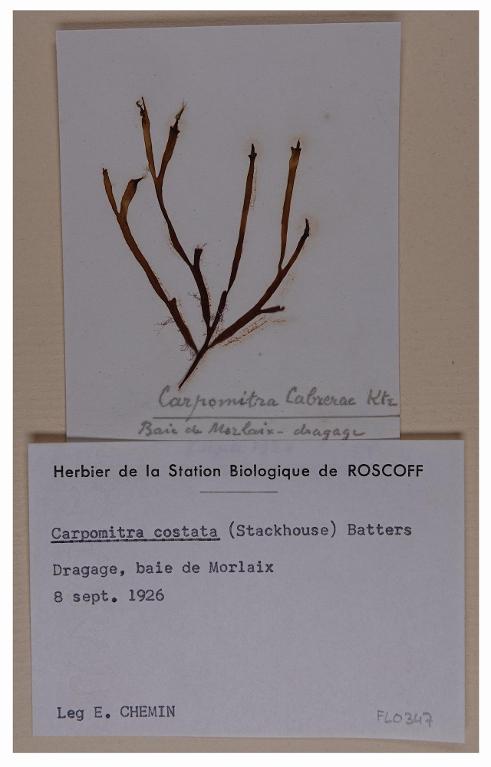 Carpomitra Cabrerae Ktz
Baie de Morlaix - dragage
Herbier de la Station Biologique de ROSCOFF
Carpomitra costata (Stackhouse) Batters
Dragage, baie de Morlaix
8 sept. 1926
Leg E. CHEMIN
FLO347